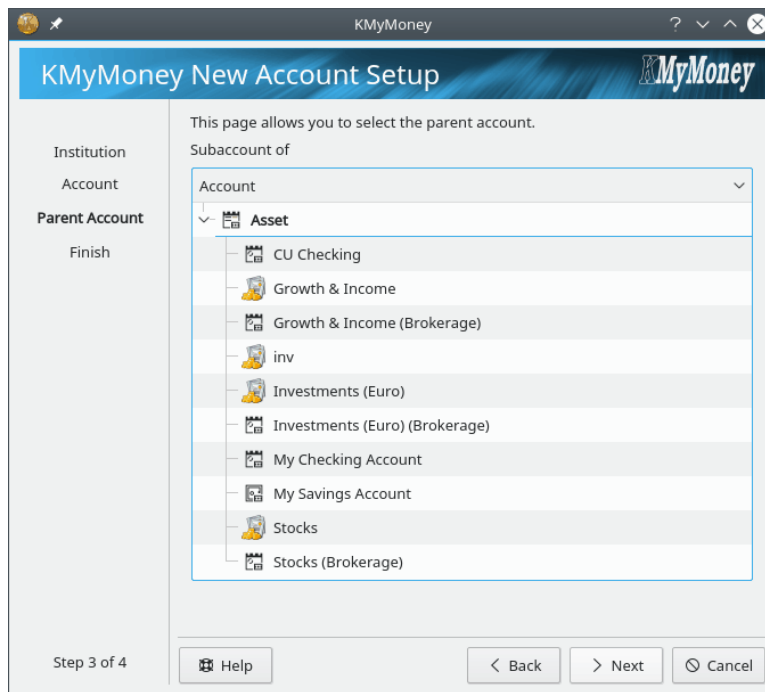 KMyMoney
KMyMoney New Account Setup
KMyMoney
Institution
Account
Parent Account
Finish
Step 3 of 4
This page allows you to select the parent account.
Subaccount of
Account
Asset
CU Checking
Growth & Income
Growth & Income (Brokerage)
inv
Investments (Euro)
Investments (Euro) (Brokerage)
My Checking Account
My Savings Account
Stocks
Stocks (Brokerage)
Help
Back
Next
Cancel